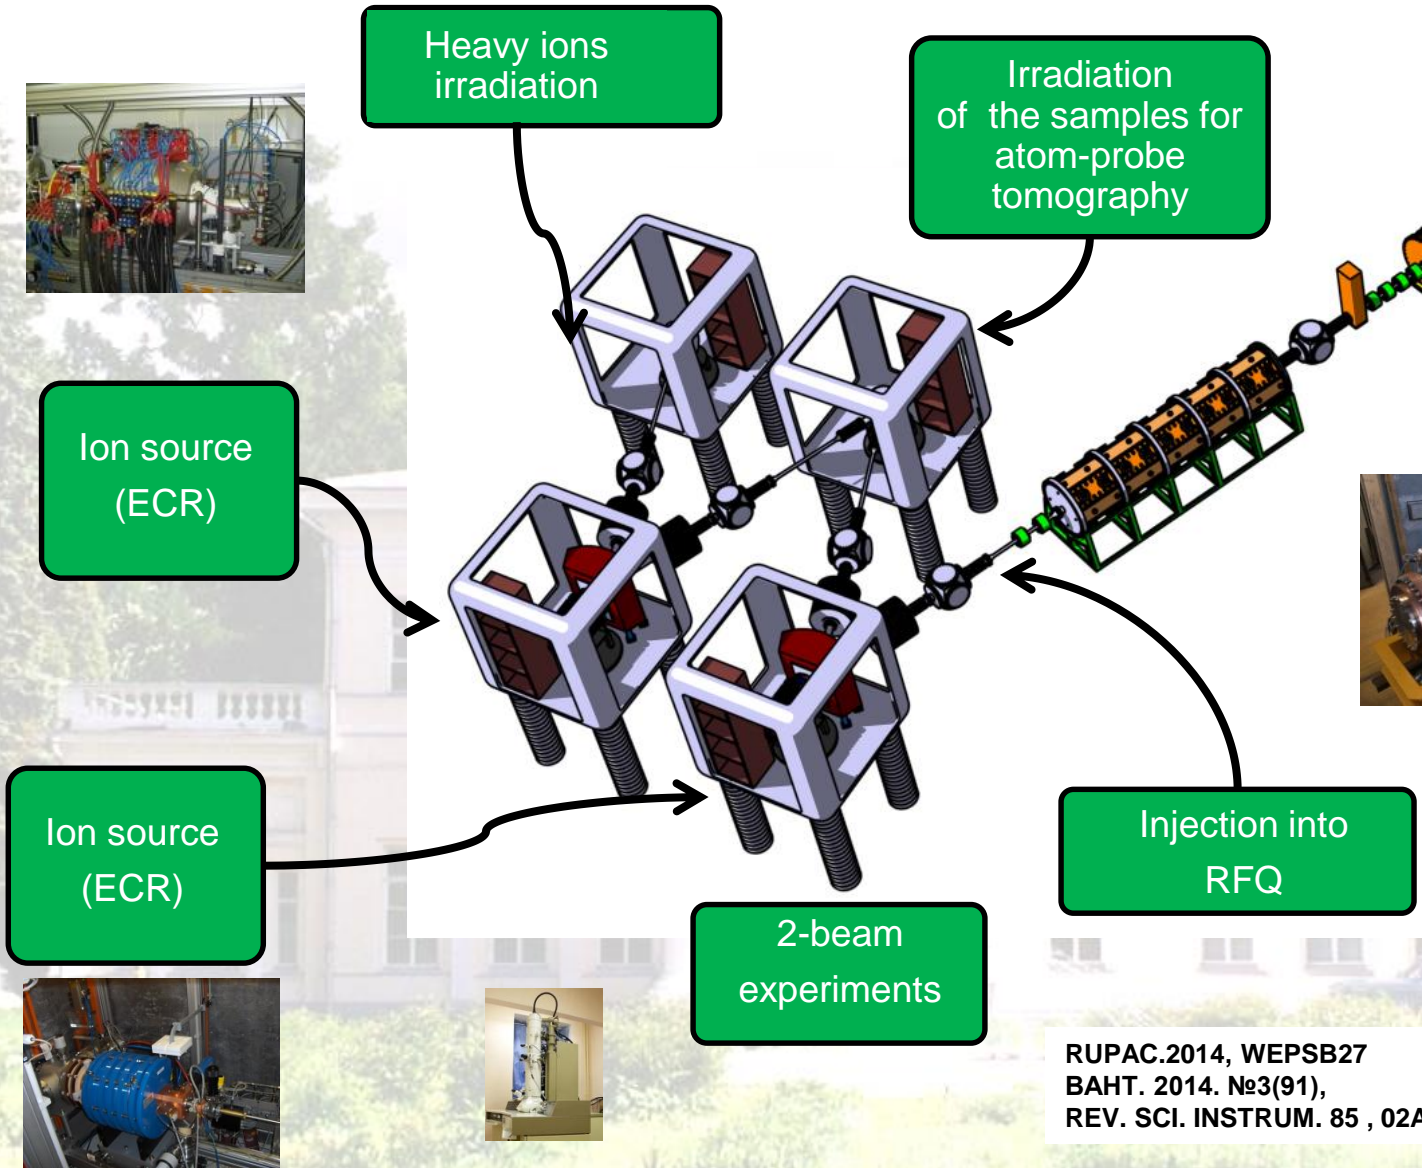 Heavy ions
irradiation
Irradiation
of the samples for
atom-probe
tomography
Ion source
(ECR)
Ion source
(ECR)
Injection into
RFQ
2-beam
experiments
RUPAC.2014, WEPSB27
BAHT. 2014. №3(91),
REV. SCI. INSTRUM. 85 , 02A